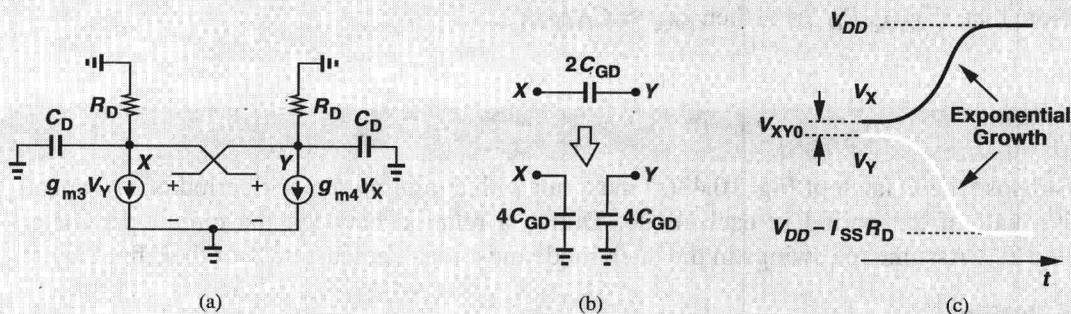 R_D
R_D
C_D
C_D
X
Y
g_m3 V_Y
+
+
g_m4 V_X
−
−
(a)
2C_GD
X
Y
X
Y
4C_GD
4C_GD
(b)
V_DD
V_X
V_XY0
V_Y
Exponential
Growth
V_DD − I_SS R_D
t
(c)